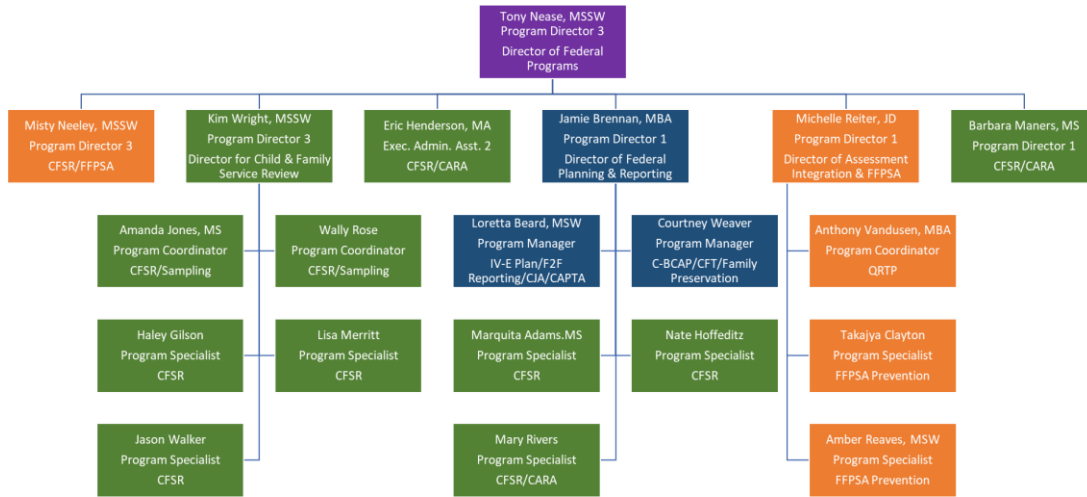 Tony Nease, MSSW
Program Director 3
Director of Federal
Programs
Misty Neeley, MSSW
Program Director 3
CFSR/FFPSA
Kim Wright, MSSW
Program Director 3
Director for Child & Family
Service Review
Eric Henderson, MA
Exec. Admin. Asst. 2
CFSR/CARA
Jamie Brennan, MBA
Program Director 1
Director of Federal
Planning & Reporting
Michelle Reiter, JD
Program Director 1
Director of Assessment
Integration & FFPSA
Barbara Maners, MS
Program Director 1
CFSR/CARA
Amanda Jones, MS
Program Coordinator
CFSR/Sampling
Wally Rose
Program Coordinator
CFSR/Sampling
Loretta Beard, MSW
Program Manager
IV-E Plan/F2F
Reporting/CJA/CAPTA
Courtney Weaver
Program Manager
C-BCAP/CFT/Family
Preservation
Anthony Vandusen, MBA
Program Coordinator
QRTP
Haley Gilson
Program Specialist
CFSR
Lisa Merritt
Program Specialist
CFSR
Marquita Adams.MS
Program Specialist
CFSR
Nate Hoffeditz
Program Specialist
CFSR
Takajya Clayton
Program Specialist
FFPSA Prevention
Jason Walker
Program Specialist
CFSR
Mary Rivers
Program Specialist
CFSR/CARA
Amber Reaves, MSW
Program Specialist
FFPSA Prevention